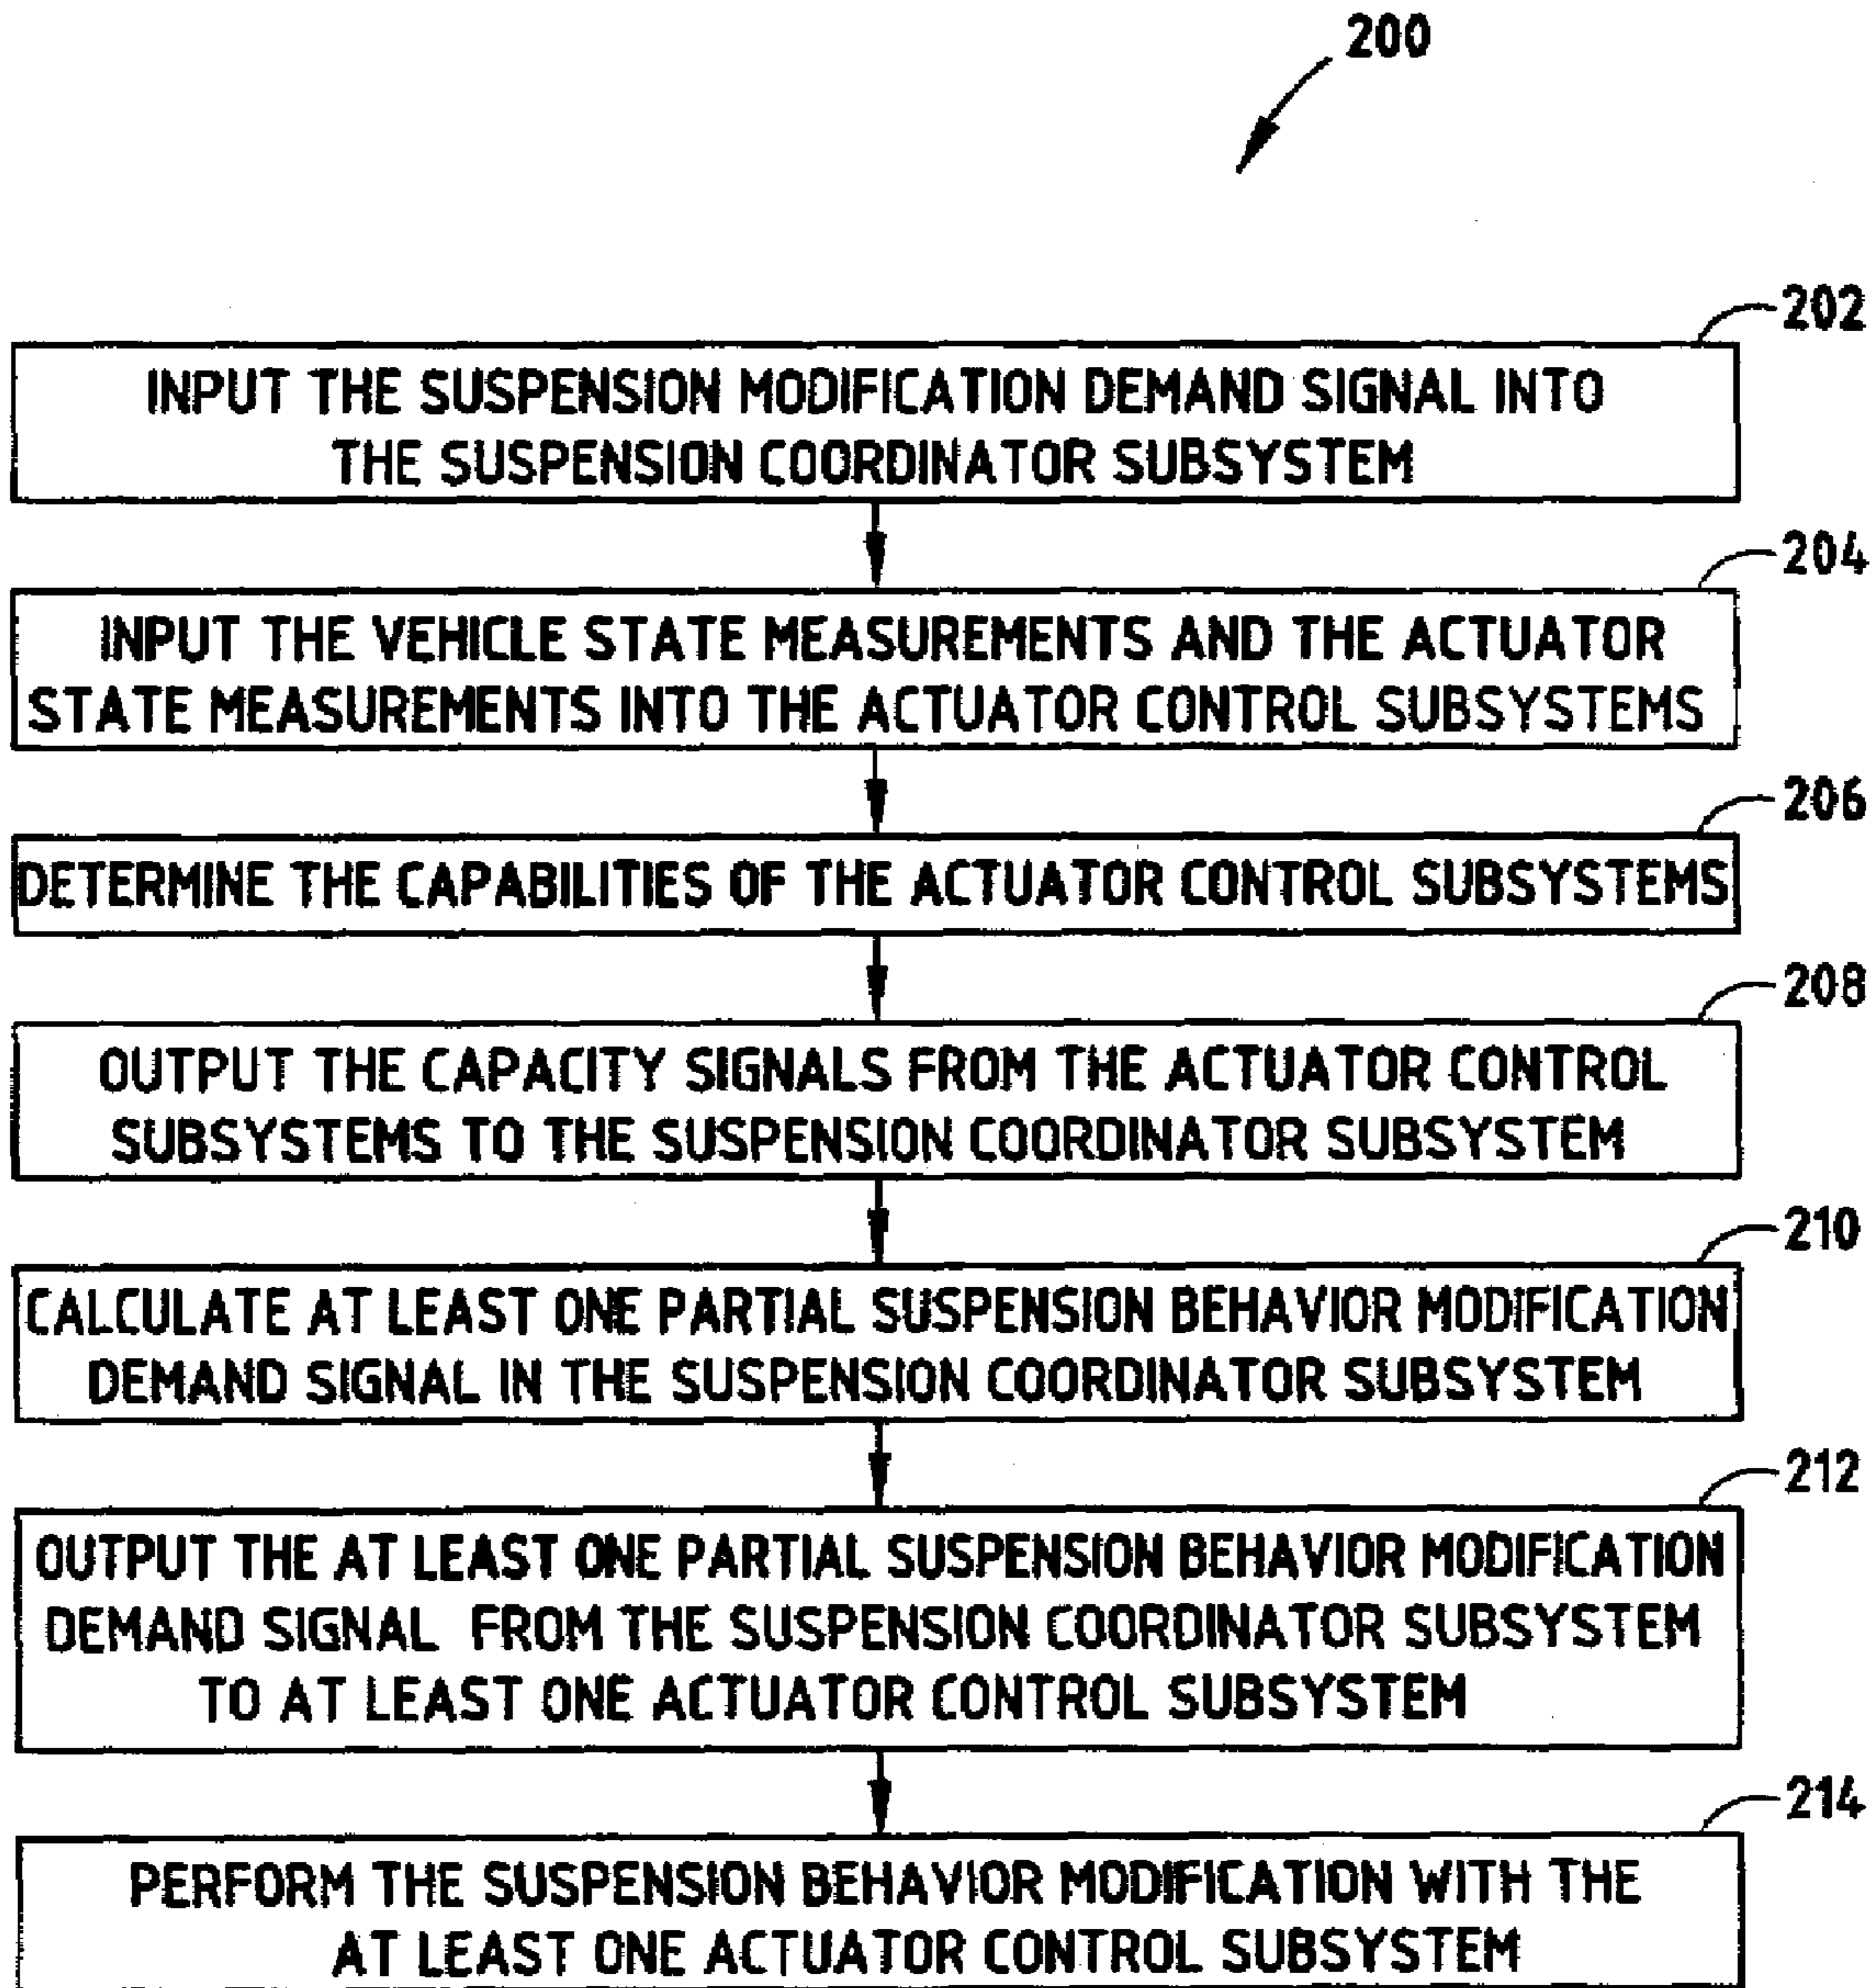 200
202
INPUT THE SUSPENSION MODIFICATION DEMAND SIGNAL INTO
THE SUSPENSION COORDINATOR SUBSYSTEM
204
INPUT THE VEHICLE STATE MEASUREMENTS AND THE ACTUATOR
STATE MEASUREMENTS INTO THE ACTUATOR CONTROL SUBSYSTEMS
206
DETERMINE THE CAPABILITIES OF THE ACTUATOR CONTROL SUBSYSTEMS
208
OUTPUT THE CAPACITY SIGNALS FROM THE ACTUATOR CONTROL
SUBSYSTEMS TO THE SUSPENSION COORDINATOR SUBSYSTEM
210
CALCULATE AT LEAST ONE PARTIAL SUSPENSION BEHAVIOR MODIFICATION
DEMAND SIGNAL IN THE SUSPENSION COORDINATOR SUBSYSTEM
212
OUTPUT THE AT LEAST ONE PARTIAL SUSPENSION BEHAVIOR MODIFICATION
DEMAND SIGNAL FROM THE SUSPENSION COORDINATOR SUBSYSTEM
TO AT LEAST ONE ACTUATOR CONTROL SUBSYSTEM
214
PERFORM THE SUSPENSION BEHAVIOR MODIFICATION WITH THE
AT LEAST ONE ACTUATOR CONTROL SUBSYSTEM